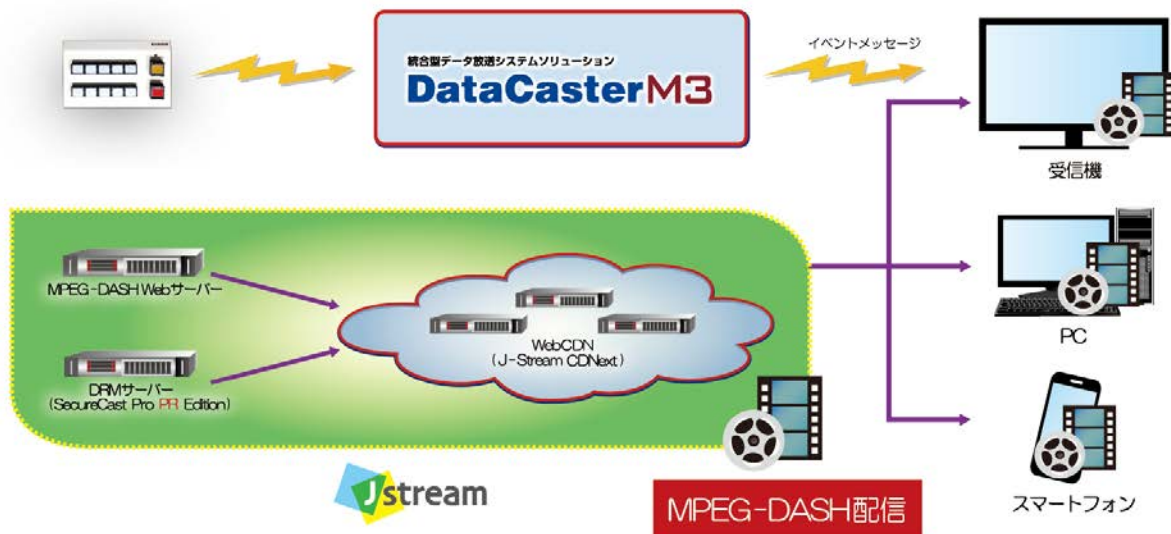 統合型データ放送システムソリューション
DataCasterM3
イベントメッセージ
受信機
MPEG-DASH Webサーバー
DRMサーバー
(SecureCast Pro PR Edition)
WebCDN
(J-Stream CDNext)
PC
スマートフォン
Jstream
MPEG-DASH配信